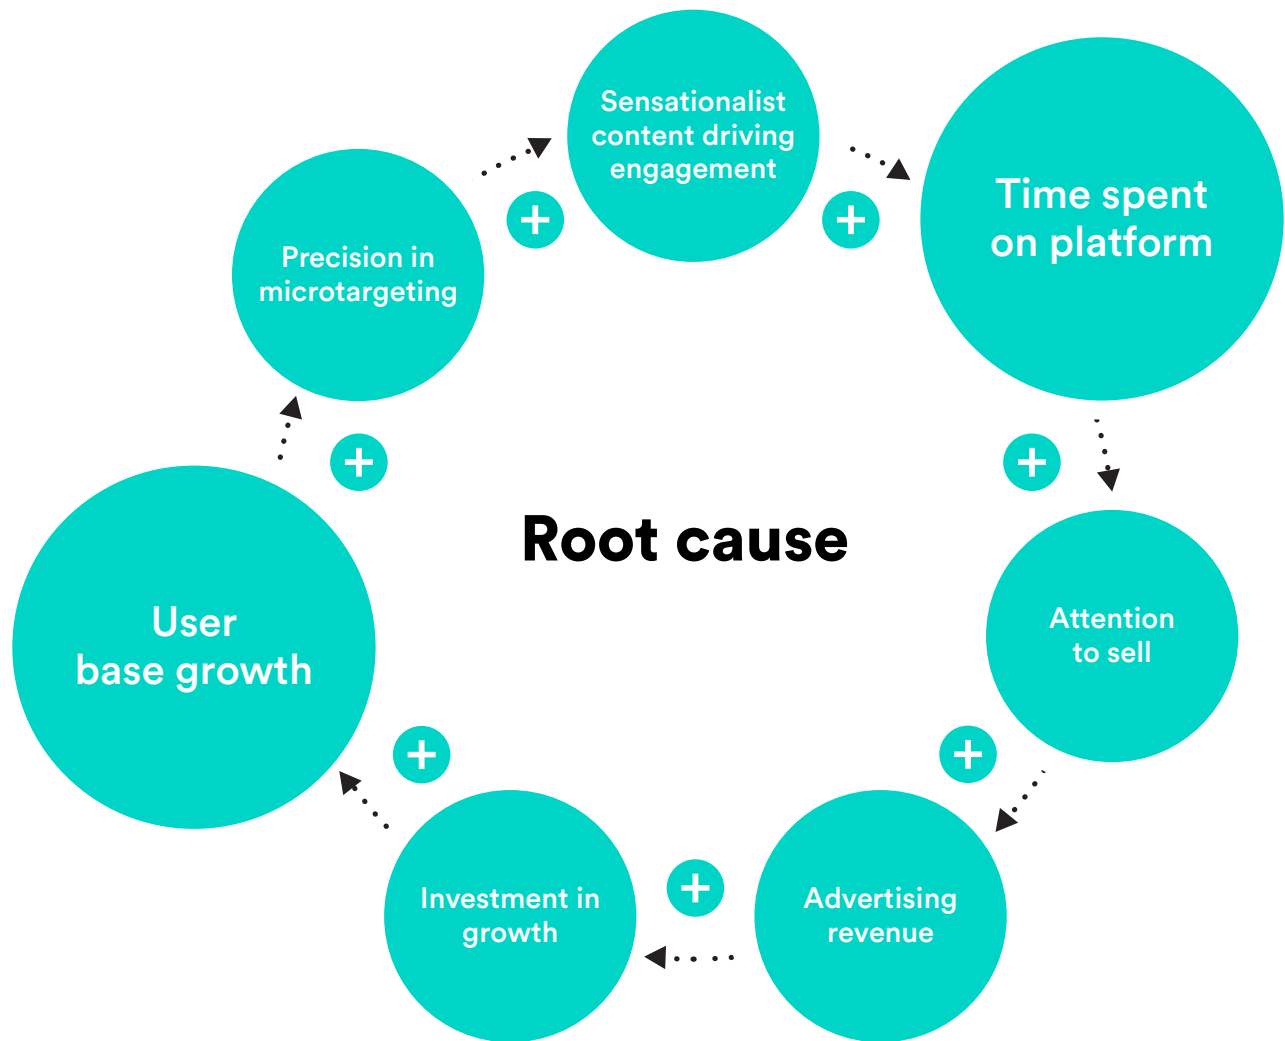 Sensationalist
content driving
engagement
Time spent
on platform
Precision in
microtargeting
+
+
+
+
Root cause
User
base growth
Attention
to sell
+
+
+
Investment in
growth
Advertising
revenue